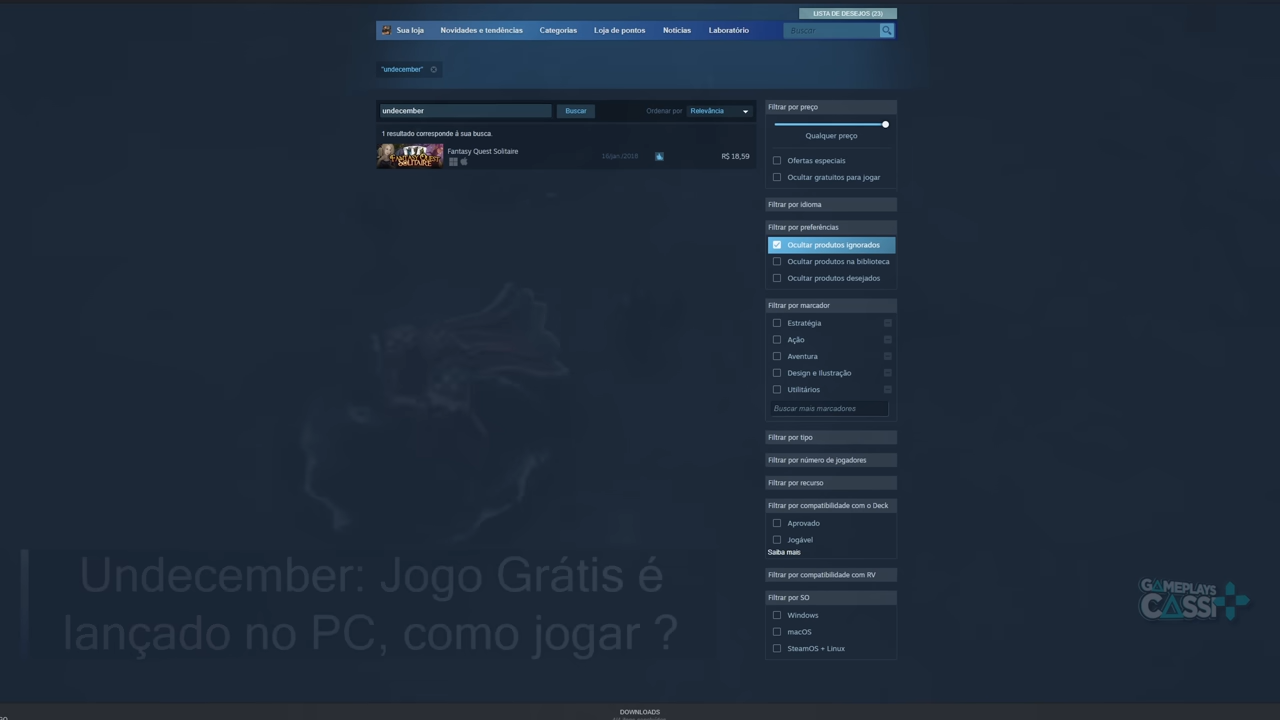 LISTA DE DESEJOS (23)
Sua loja Novidades e tendências Categorias Loja de pontos Notícias Laboratório Buscar
"undecember"
undecember Buscar Ordenar por Relevância
1 resultado corresponde à sua busca.
FANTASY QUEST
SOLITAIRE
Fantasy Quest Solitaire 16/jan./2018 R$ 18,59
Filtrar por preço
Qualquer preço
Ofertas especiais
Ocultar gratuitos para jogar
Filtrar por idioma
Filtrar por preferências
Ocultar produtos ignorados
Ocultar produtos na biblioteca
Ocultar produtos desejados
Filtrar por marcador
Estratégia
Ação
Aventura
Design e Ilustração
Utilitários
Buscar mais marcadores
Filtrar por tipo
Filtrar por número de jogadores
Filtrar por recurso
Filtrar por compatibilidade com o Deck
Aprovado
Jogável
Saiba mais
Filtrar por compatibilidade com RV
Filtrar por SO
Windows
macOS
SteamOS + Linux
Undecember: Jogo Grátis é
lançado no PC, como jogar ?
GAMEPLAYS
CASSI
DOWNLOADS